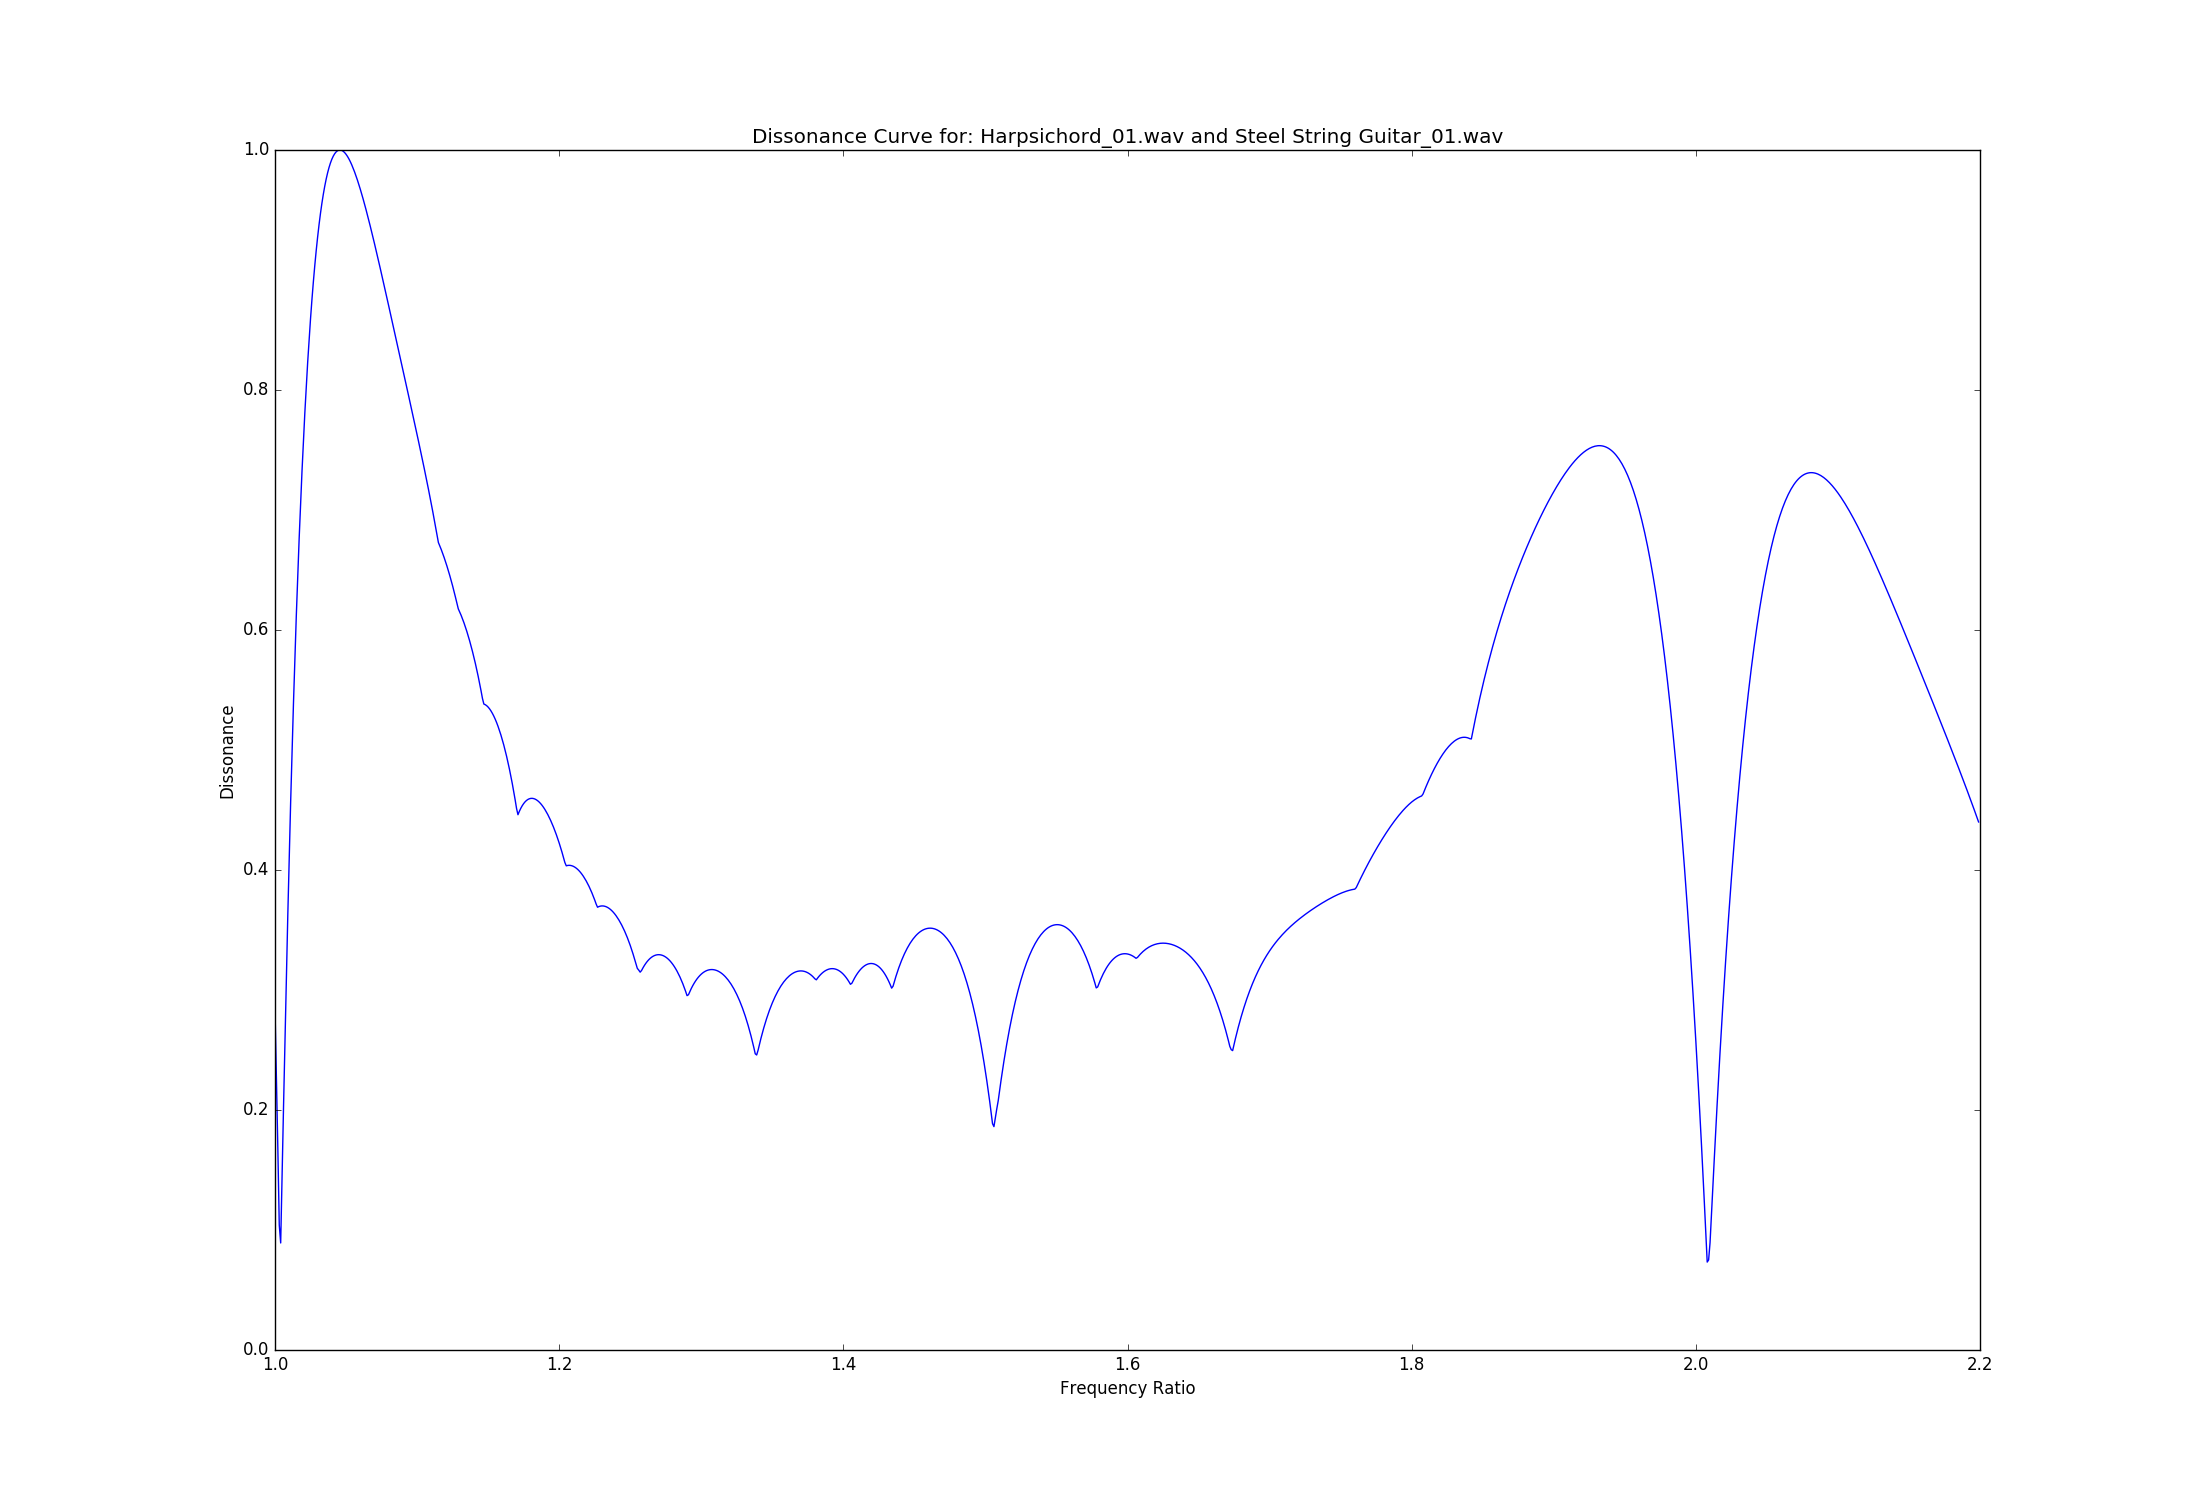 Dissonance Curve for: Harpsichord_01.wav and Steel String Guitar_01.wav
1.0
0.8
0.6
0.4
0.2
0.0
Dissonance
1.0 1.2 1.4 1.6 1.8 2.0 2.2
Frequency Ratio